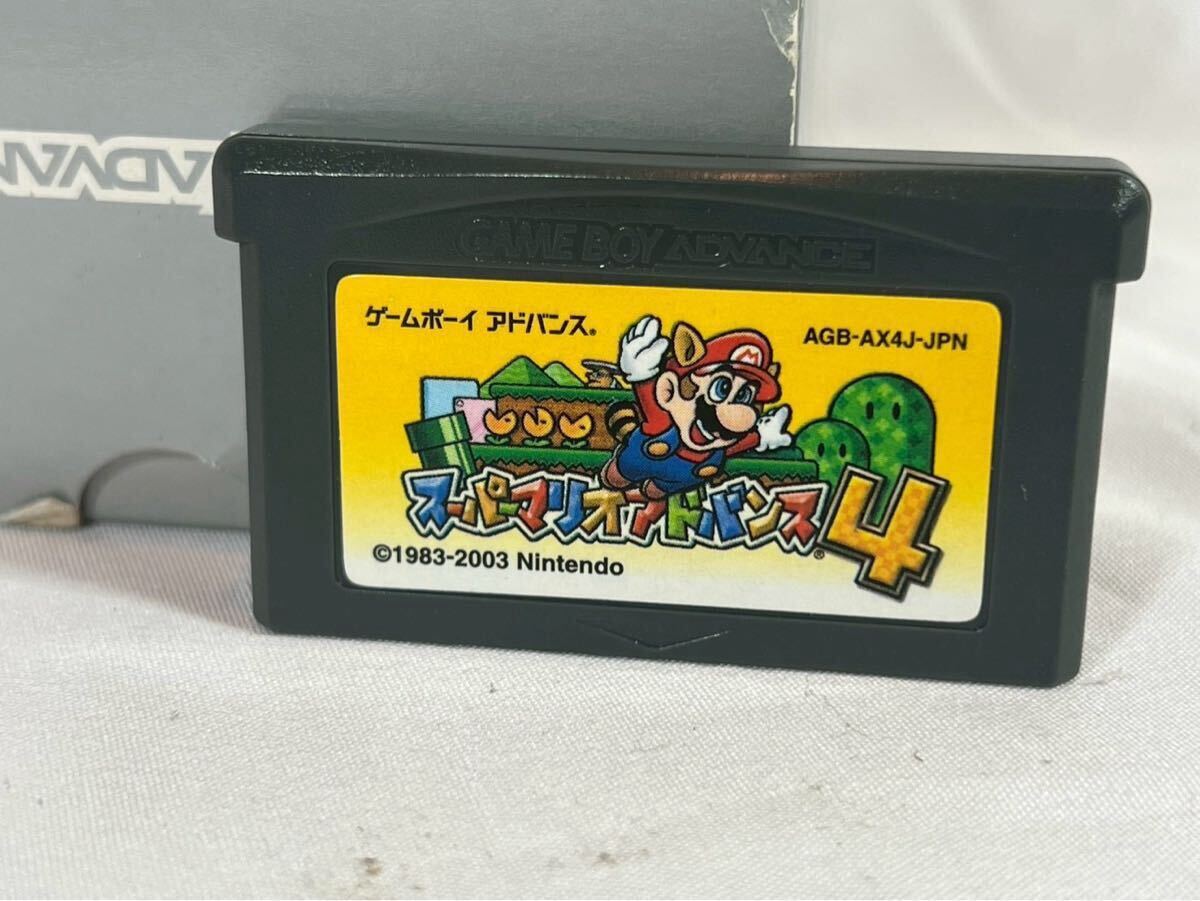 ADVAN
GAME BOY ADVANCE
ゲームボーイ アドバンス®
AGB-AX4J-JPN
M
スーパーマリオアドバンス®4
©1983-2003 Nintendo